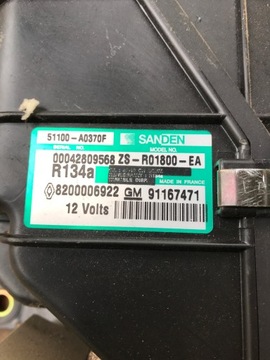 51100-A0370F SANDEN
SERIAL NO. MODEL NO.
00042809568 ZS-R01800-EA
R134a
MADE IN FRANCE
8200006922 GM 91167471
12 Volts